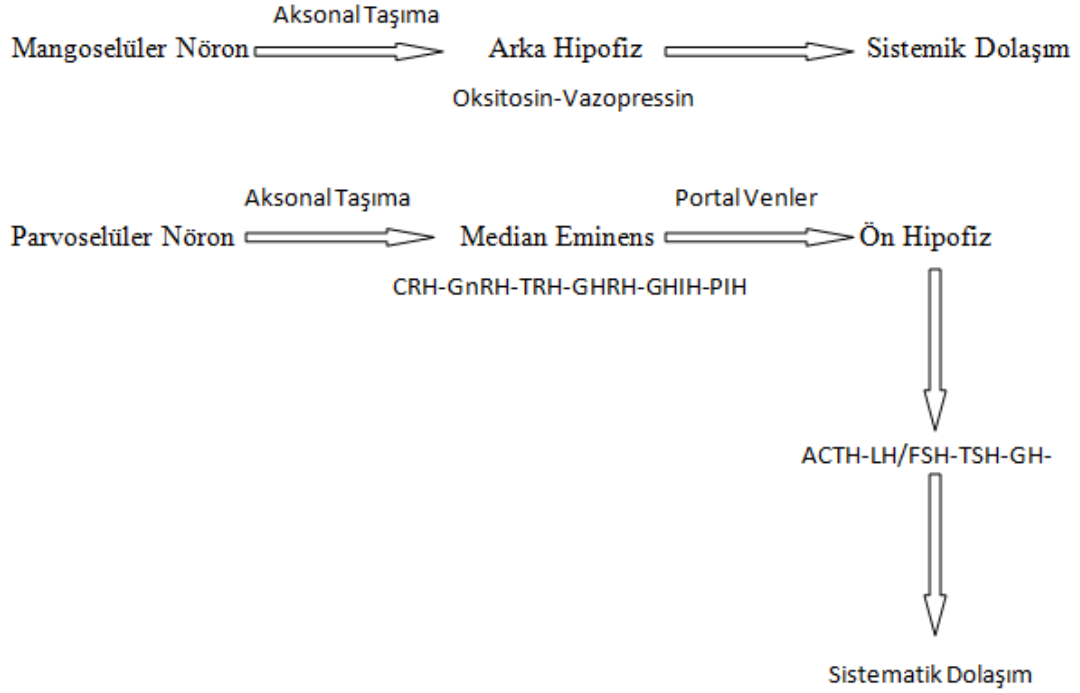 Aksonal Taşıma
Mangoselüler Nöron Arka Hipofiz Sistemik Dolaşım
Oksitosin-Vazopressin
Aksonal Taşıma Portal Venler
Parvoselüler Nöron Median Eminens Ön Hipofiz
CRH-GnRH-TRH-GHRH-GHIH-PIH
ACTH-LH/FSH-TSH-GH-
Sistematik Dolaşım